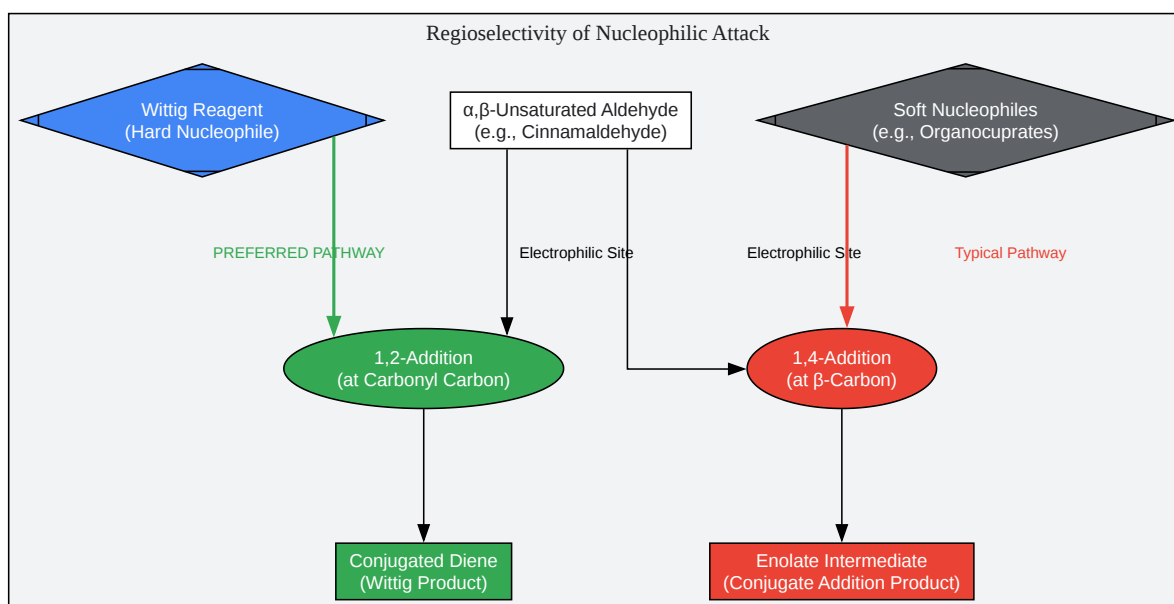 Regioselectivity of Nucleophilic Attack
Wittig Reagent
(Hard Nucleophile)
α,β-Unsaturated Aldehyde
(e.g., Cinnamaldehyde)
Soft Nucleophiles
(e.g., Organocuprates)
PREFERRED PATHWAY
Electrophilic Site
Electrophilic Site
Typical Pathway
1,2-Addition
(at Carbonyl Carbon)
1,4-Addition
(at β-Carbon)
Conjugated Diene
(Wittig Product)
Enolate Intermediate
(Conjugate Addition Product)